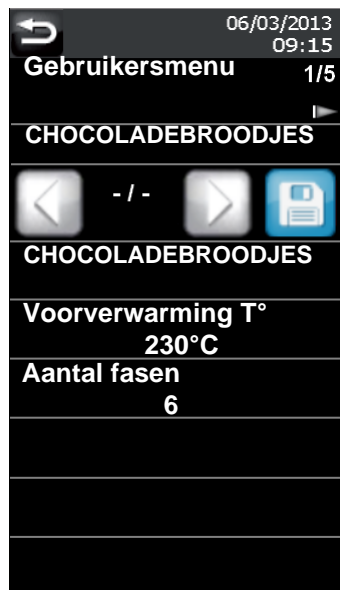 06/03/2013
09:15
Gebruikersmenu 1/5
CHOCOLADEBROODJES
- / -
CHOCOLADEBROODJES
Voorverwarming T°
230°C
Aantal fasen
6